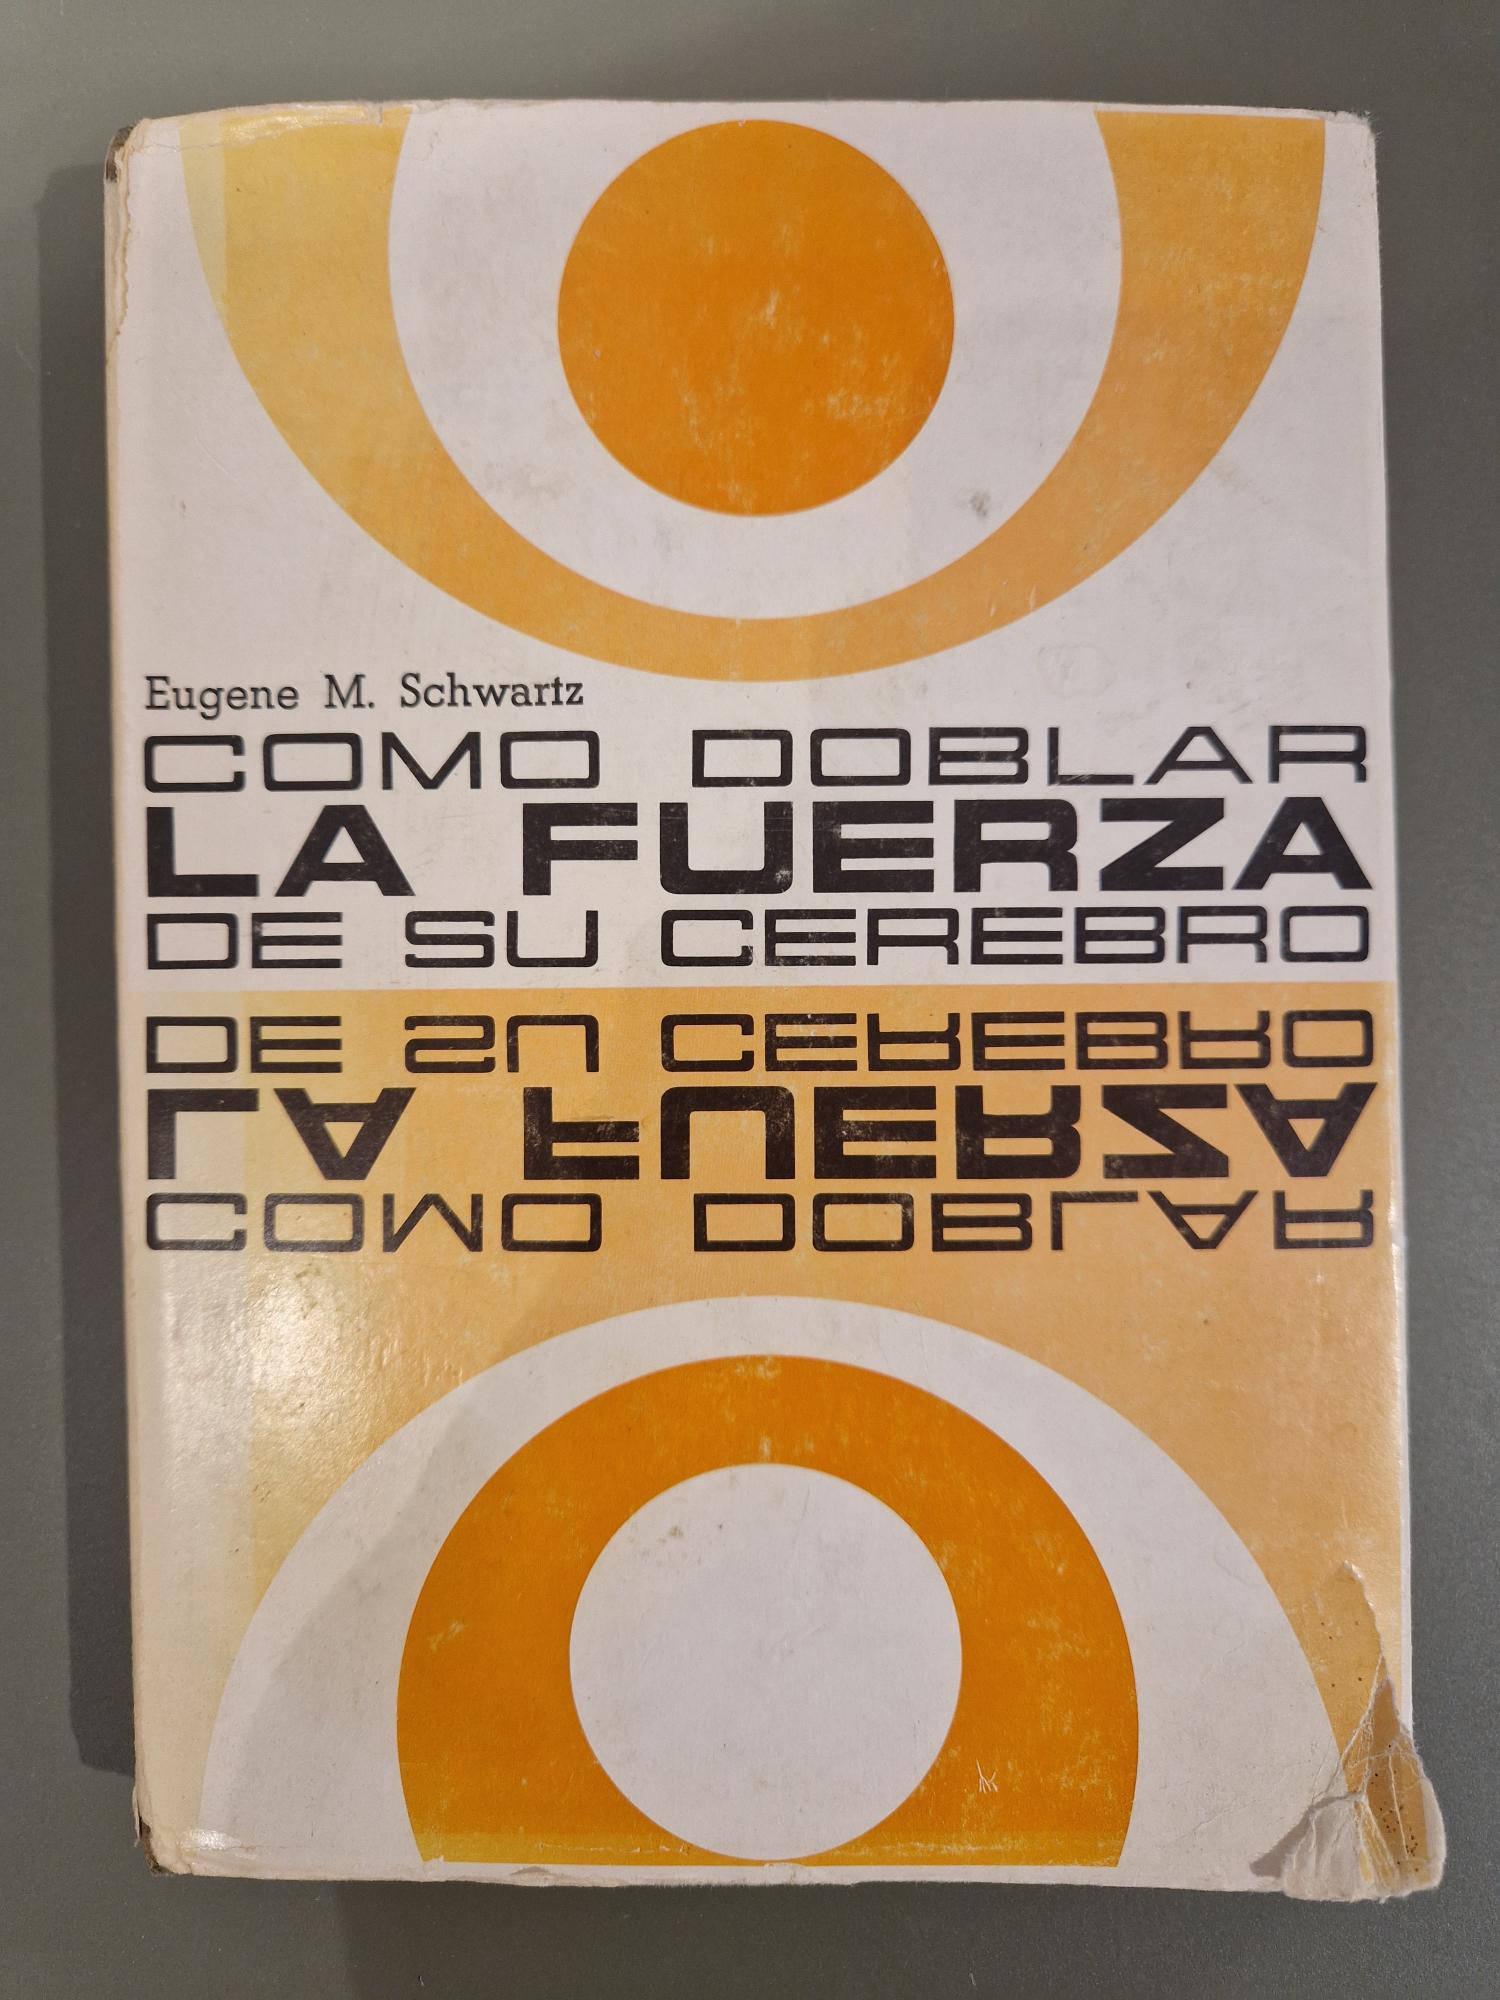 Eugene M. Schwartz
COMO DOBLAR
LA FUERZA
DE SU CEREBRO
DE SU CEREBRO
LA FUERZA
COMO DOBLAR